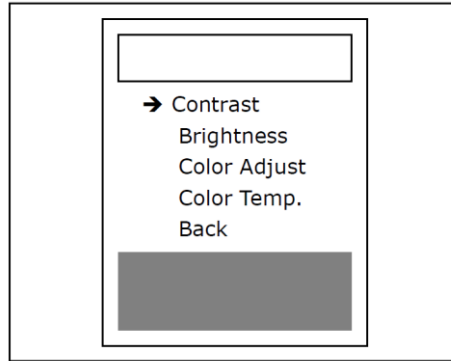 ➔ Contrast
Brightness
Color Adjust
Color Temp.
Back